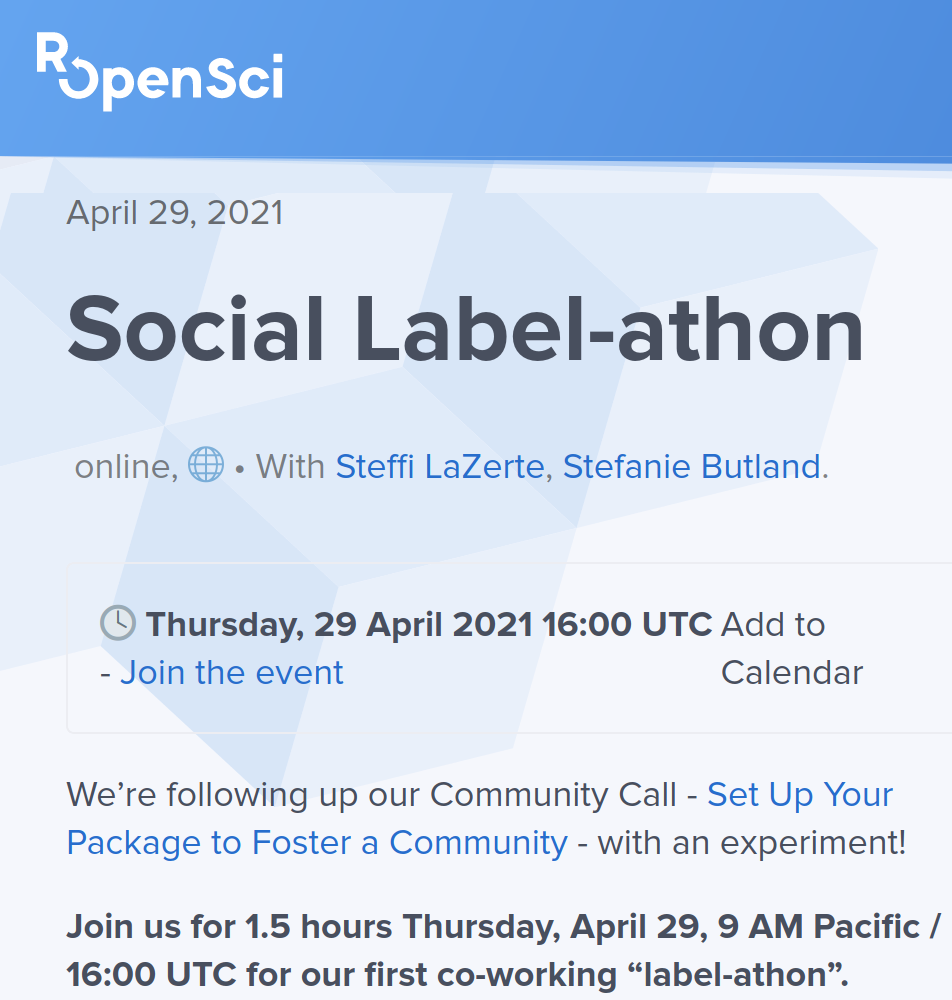 ROpenSci
April 29, 2021
Social Label-athon
online, 🌐 • With Steffi LaZerte, Stefanie Butland.
🕓 Thursday, 29 April 2021 16:00 UTC Add to
- Join the event Calendar
We’re following up our Community Call - Set Up Your
Package to Foster a Community - with an experiment!
Join us for 1.5 hours Thursday, April 29, 9 AM Pacific /
16:00 UTC for our first co-working “label-athon”.